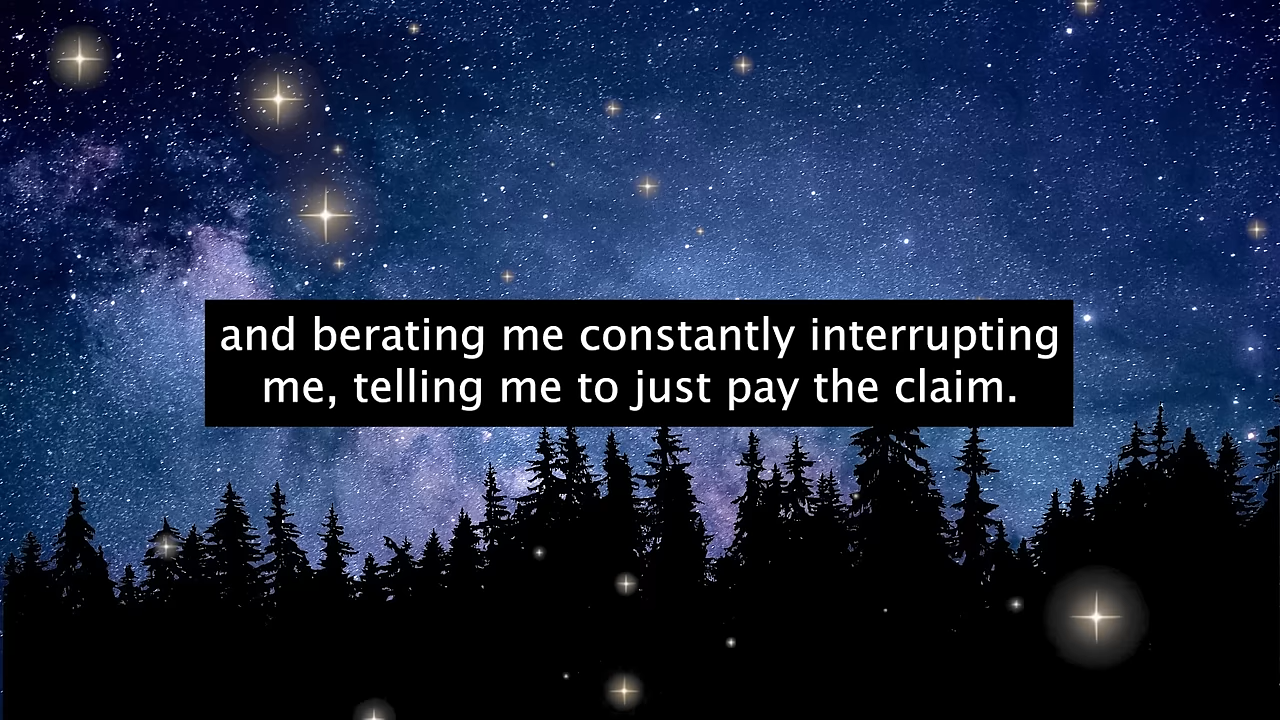 and berating me constantly interrupting
me, telling me to just pay the claim.